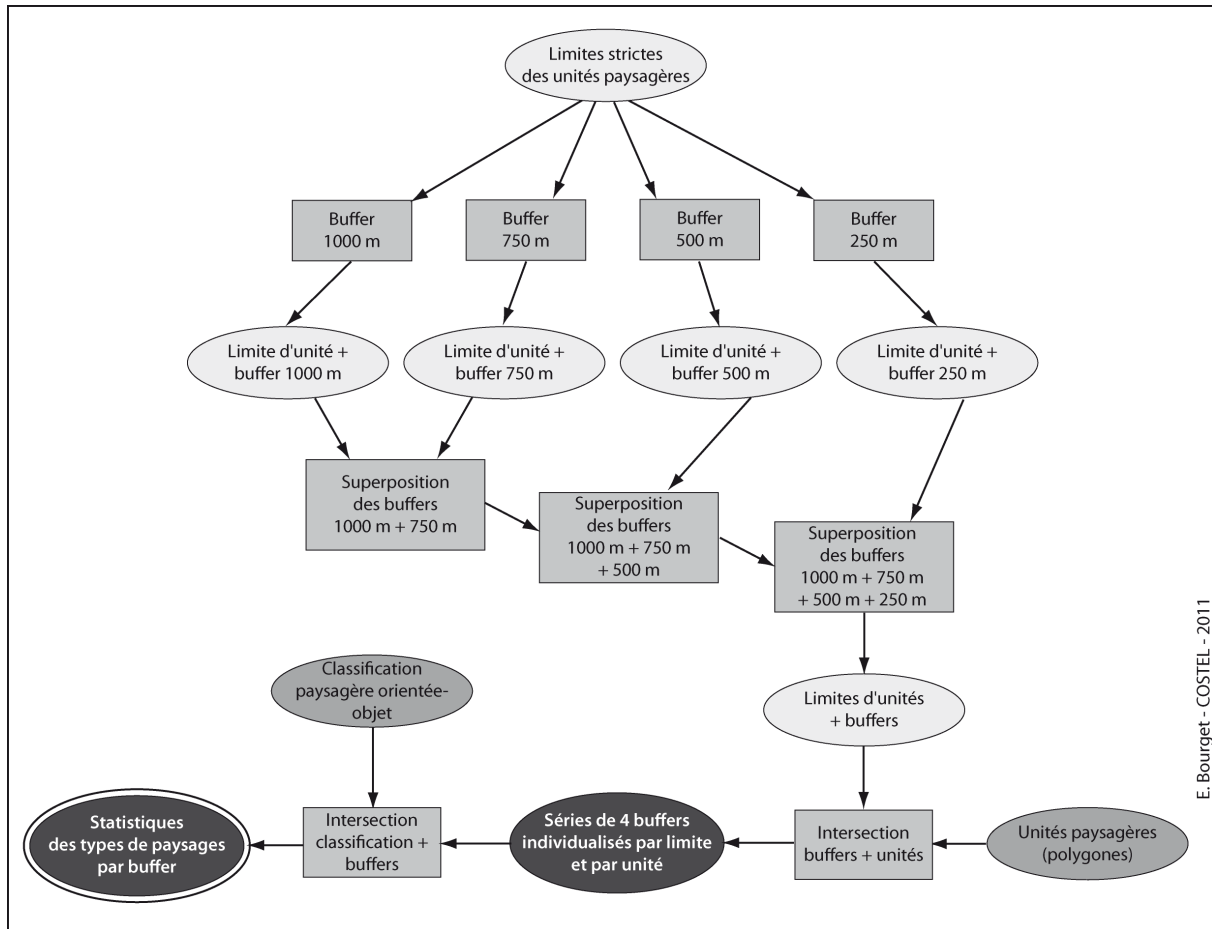 Limites strictes
des unités paysagères
Buffer
1000 m
Buffer
750 m
Buffer
500 m
Buffer
250 m
Limite d'unité +
buffer 1000 m
Limite d'unité +
buffer 750 m
Limite d'unité +
buffer 500 m
Limite d'unité +
buffer 250 m
Superposition
des buffers
1000 m + 750 m
Superposition
des buffers
1000 m + 750 m
+ 500 m
Superposition
des buffers
1000 m + 750 m
+ 500 m + 250 m
Classification
paysagère orientée-
objet
Limites d'unités
+ buffers
Statistiques
des types de paysages
par buffer
Intersection
classification +
buffers
Séries de 4 buffers
individualisés par limite
et par unité
Intersection
buffers + unités
Unités paysagères
(polygones)
E. Bourget - COSTEL - 2011